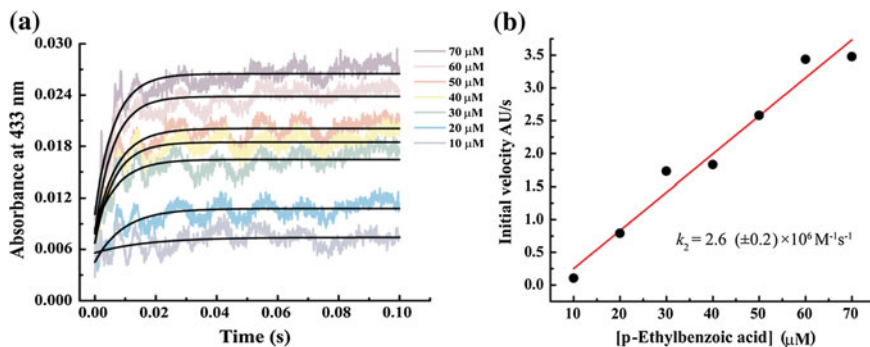 (a)
0.030
0.024
0.018
0.012
0.006
0.000
Absorbance at 433 nm
0.00 0.02 0.04 0.06 0.08 0.10
Time (s)
70 μM
60 μM
50 μM
40 μM
30 μM
20 μM
10 μM
(b)
3.5
3.0
2.5
2.0
1.5
1.0
0.5
0.0
Initial velocity AU/s
k₂ = 2.6 (±0.2) ×10⁶ M⁻¹s⁻¹
10 20 30 40 50 60 70
[p-Ethylbenzoic acid] (μM)